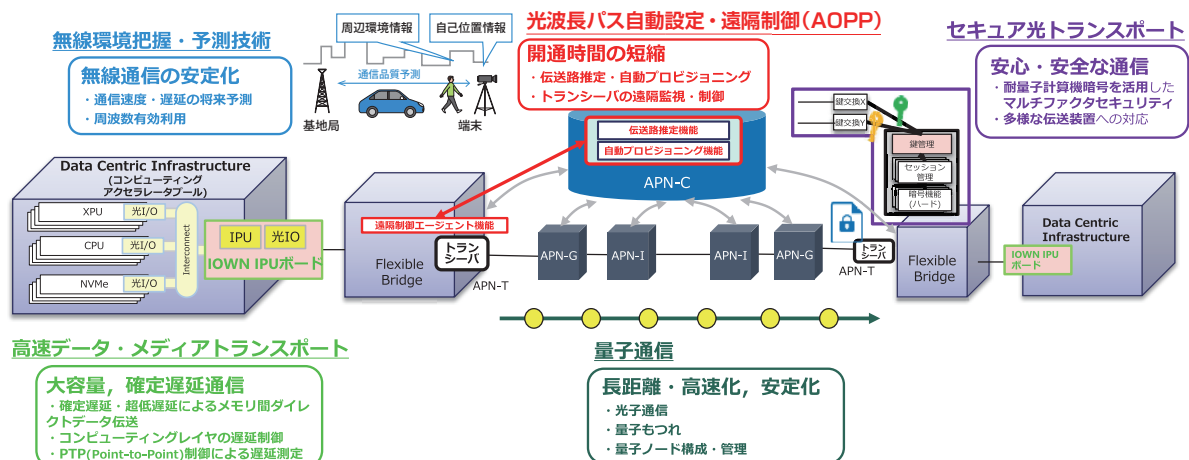 無線環境把握・予測技術
無線通信の安定化
・通信速度・遅延の将来予測
・周波数有効利用
周辺環境情報
自己位置情報
通信品質予測
基地局
端末
光波長パス自動設定・遠隔制御(AOPP)
開通時間の短縮
・伝送路推定・自動プロビジョニング
・トランシーバの遠隔監視・制御
伝送路推定機能
自動プロビジョニング機能
APN-C
セキュア光トランスポート
安心・安全な通信
・耐量子計算機暗号を活用した
マルチファクタセキュリティ
・多様な伝送装置への対応
鍵交換X
鍵交換Y
鍵管理
セッション
管理
暗号機能
(ハード)
Data Centric Infrastructure
(コンピューティング
アクセラレータプール)
XPU
光I/O
CPU
光I/O
NVMe
光I/O
Interconnect
IPU
光IO
IOWN IPUボード
遠隔制御エージェント機能
Flexible
Bridge
トラン
シーバ
APN-T
APN-G
APN-I
APN-I
APN-G
トラン
シーバ
APN-T
Flexible
Bridge
IOWN IPU
ボード
Data Centric
Infrastructure
高速データ・メディアトランスポート
大容量，確定遅延通信
・確定遅延・超低遅延によるメモリ間ダイレ
クトデータ伝送
・コンピューティングレイヤの遅延制御
・PTP(Point-to-Point)制御による遅延測定
量子通信
長距離・高速化，安定化
・光子通信
・量子もつれ
・量子ノード構成・管理